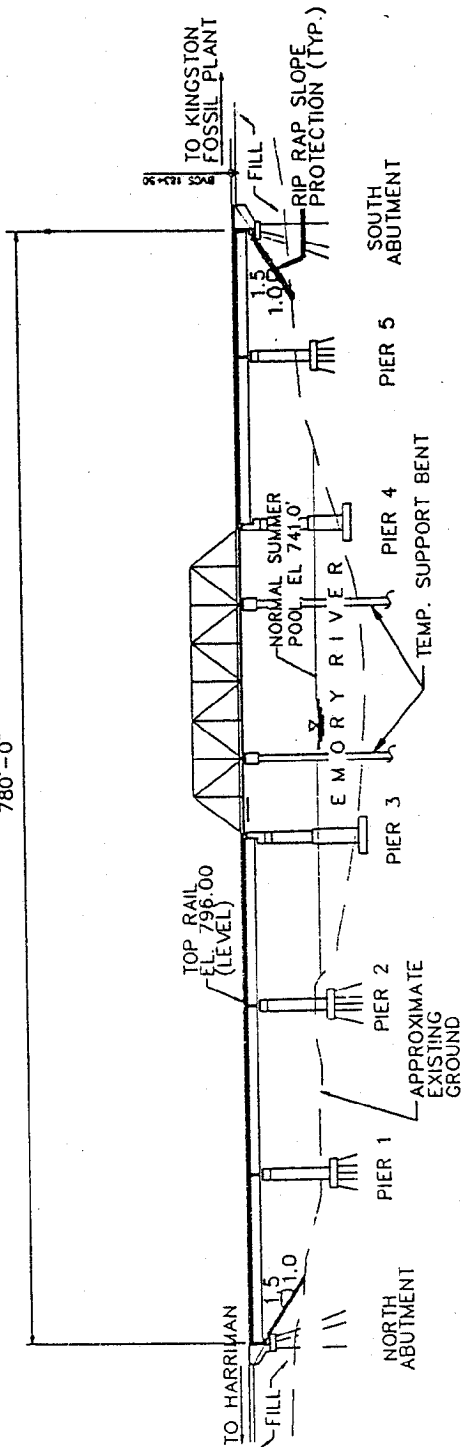 780'-0"
TO HARRIMAN
FILL
1.5
1.0
NORTH
ABUTMENT
PIER 1
APPROXIMATE
EXISTING
GROUND
PIER 2
TOP RAIL
EL. 796.00
(LEVEL)
PIER 3
EMORY RIVER
NORMAL SUMMER
POOL EL 741.0'
TEMP. SUPPORT BENT
PIER 4
PIER 5
1.5
1.0
SOUTH
ABUTMENT
RIP RAP SLOPE
PROTECTION (TYP.)
FILL
TO KINGSTON
FOSSIL PLANT